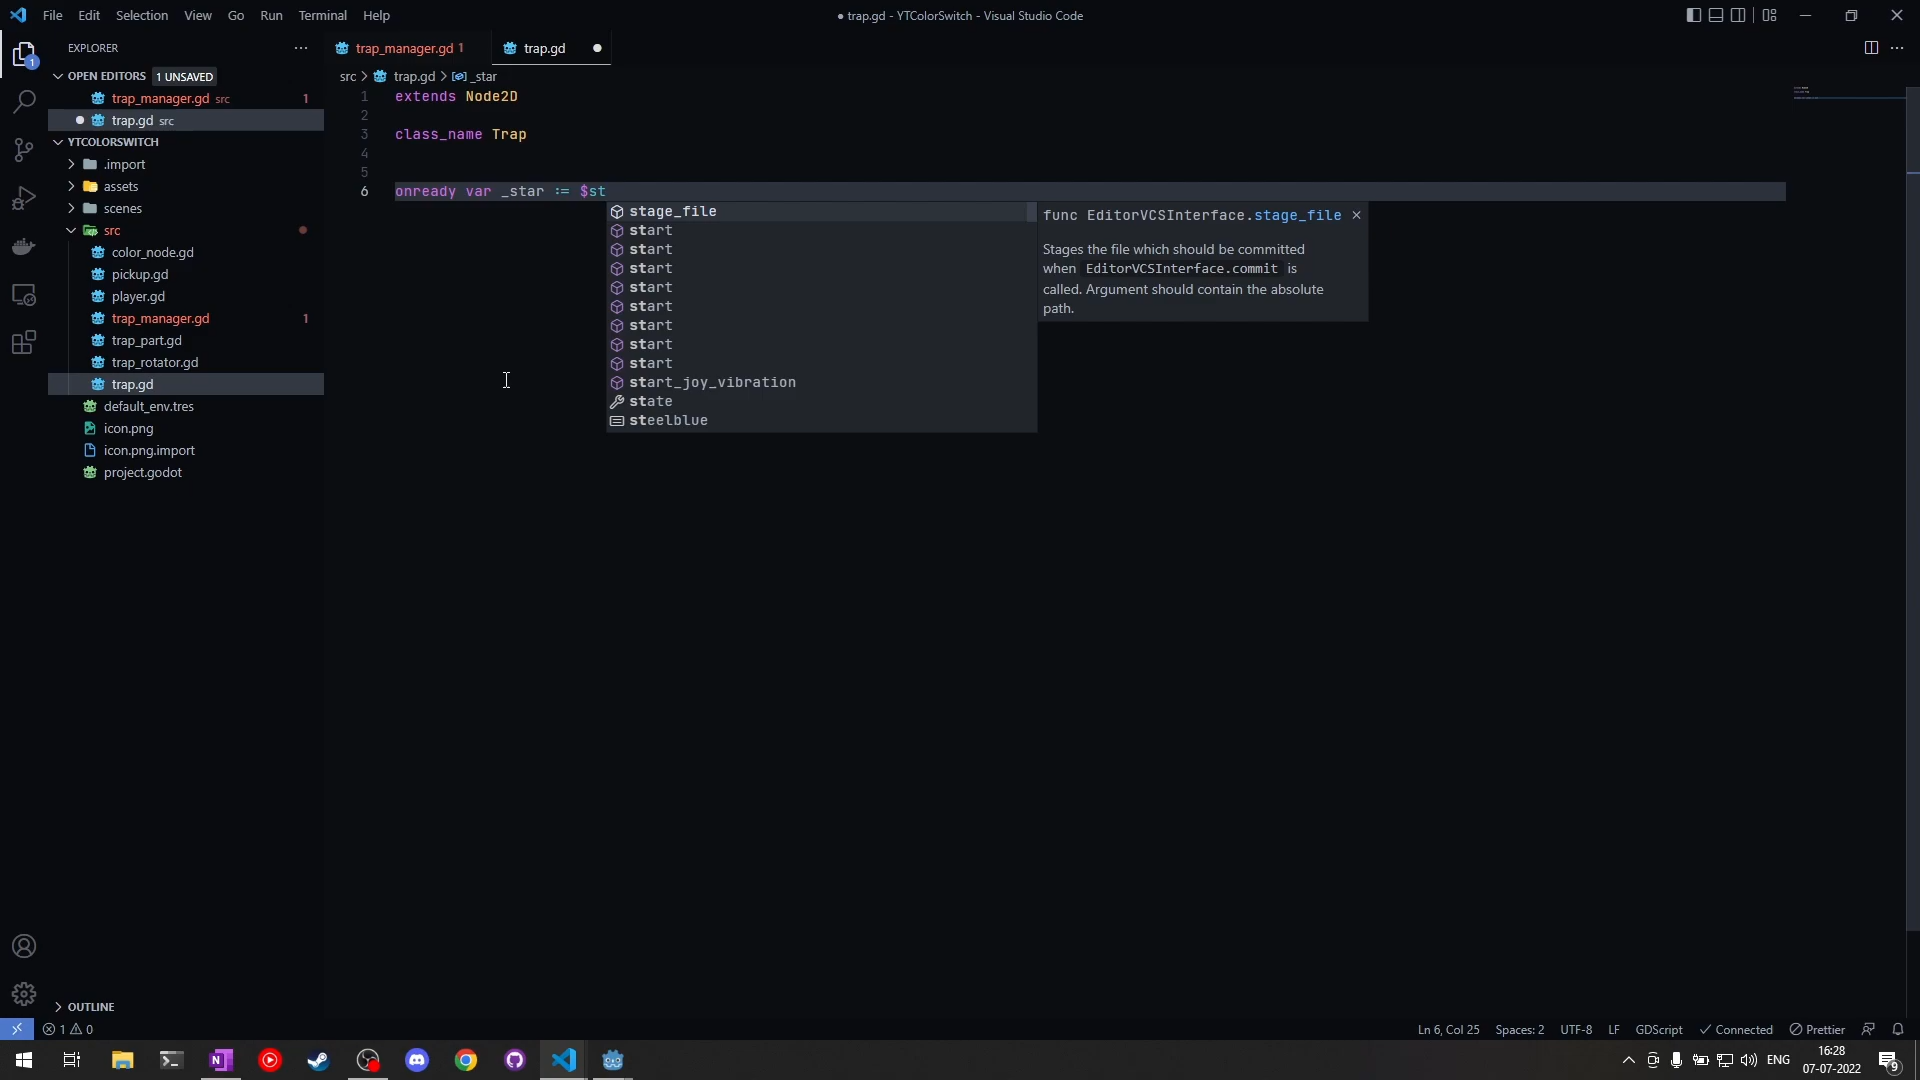 File Edit Selection View Go Run Terminal Help
● trap.gd - YTColorSwitch - Visual Studio Code
EXPLORER
OPEN EDITORS 1 UNSAVED
trap_manager.gd src 1
trap.gd src
YTCOLORSWITCH
.import
assets
scenes
src
color_node.gd
pickup.gd
player.gd
trap_manager.gd 1
trap_part.gd
trap_rotator.gd
trap.gd
default_env.tres
icon.png
icon.png.import
project.godot
OUTLINE
trap_manager.gd 1
trap.gd
src > trap.gd > _star
1 extends Node2D
2
3 class_name Trap
4
5
6 onready var _star := $st
stage_file
start
start
start
start
start
start
start
start
start_joy_vibration
state
steelblue
func EditorVCSInterface.stage_file
Stages the file which should be committed
when EditorVCSInterface.commit is
called. Argument should contain the absolute
path.
1
1 0
Ln 6, Col 25 Spaces: 2 UTF-8 LF GDScript Connected Prettier
ENG
16:28
07-07-2022
9